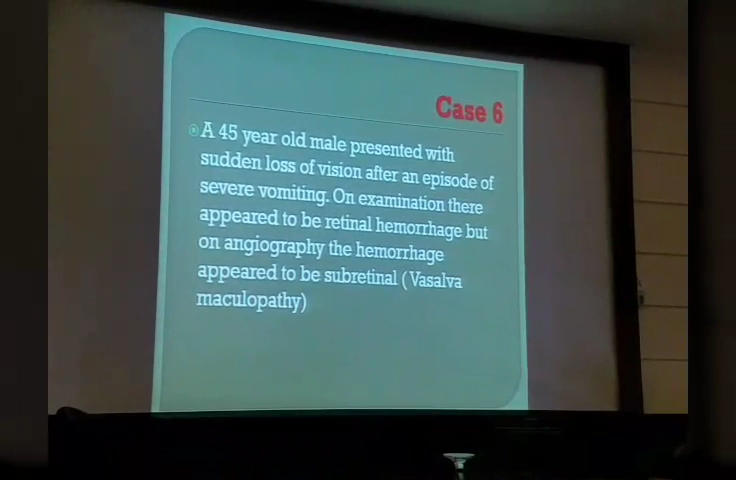 Case 6
A 45 year old male presented with
sudden loss of vision after an episode of
severe vomiting. On examination there
appeared to be retinal hemorrhage but
on angiography the hemorrhage
appeared to be subretinal ( Vasalva
maculopathy)